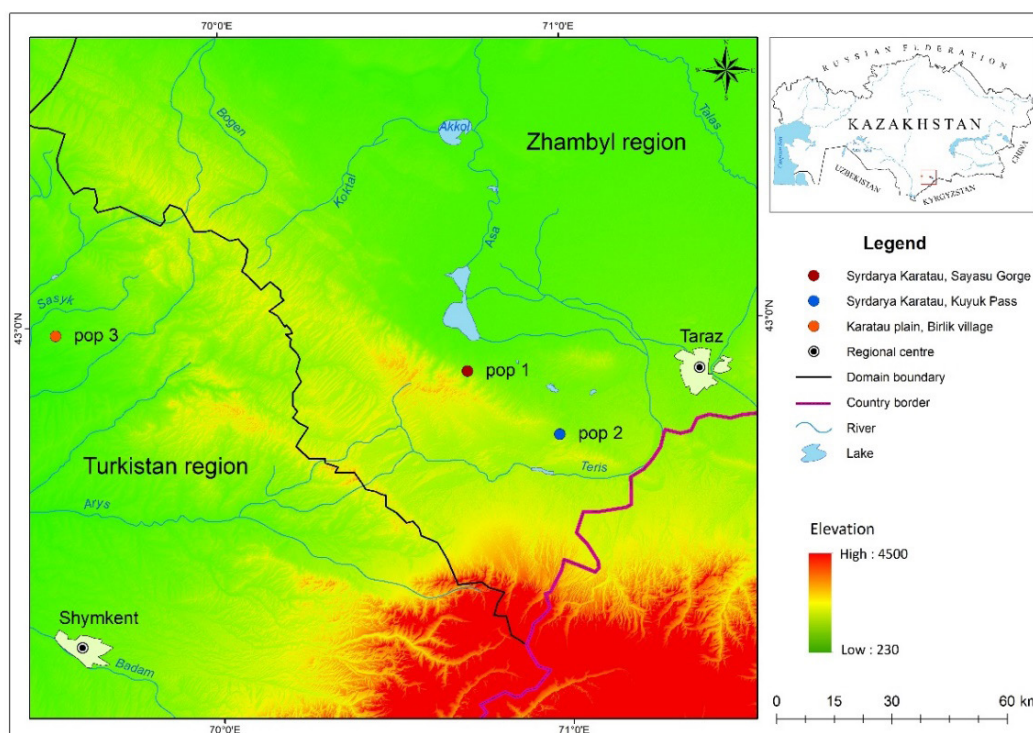 70°0'E
71°0'E
Bogen
Akkol
Talas
Zhambyl region
Koktal
Asa
43°0'N
43°0'N
Sasyk
pop 3
Taraz
pop 1
pop 2
Turkistan region
Teris
Arys
Shymkent
Badam
70°0'E
71°0'E
RUSSIAN FEDERATION
KAZAKHSTAN
CHINA
UZBEKISTAN
KYRGYZSTAN
Legend
Syrdarya Karatau, Sayasu Gorge
Syrdarya Karatau, Kuyuk Pass
Karatau plain, Birlik village
Regional centre
Domain boundary
Country border
River
Lake
Elevation
High : 4500
Low : 230
0 15 30 60 km